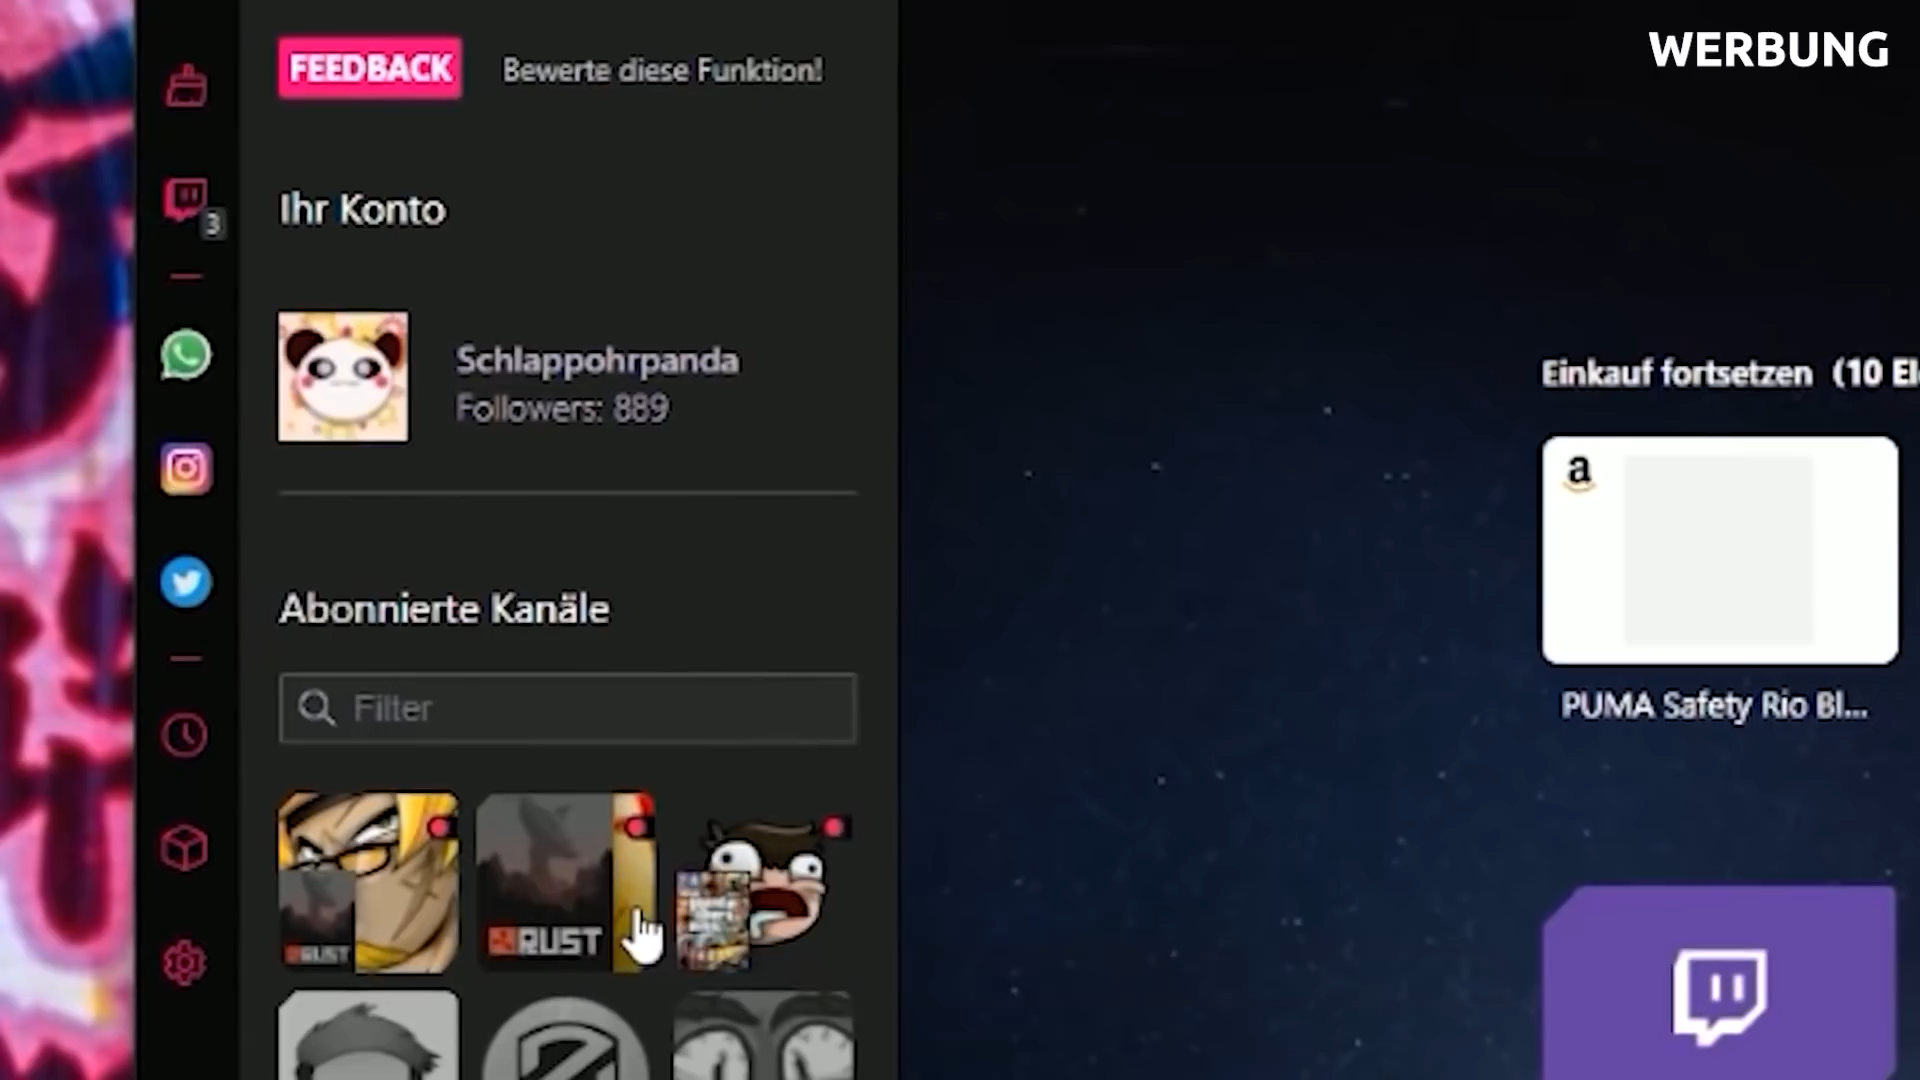 WERBUNG
FEEDBACK Bewerte diese Funktion!
Ihr Konto
3
Schlappohrpanda
Followers: 889
Einkauf fortsetzen (10 El
a
Abonnierte Kanäle
Filter
PUMA Safety Rio Bl...
RUST
RUST